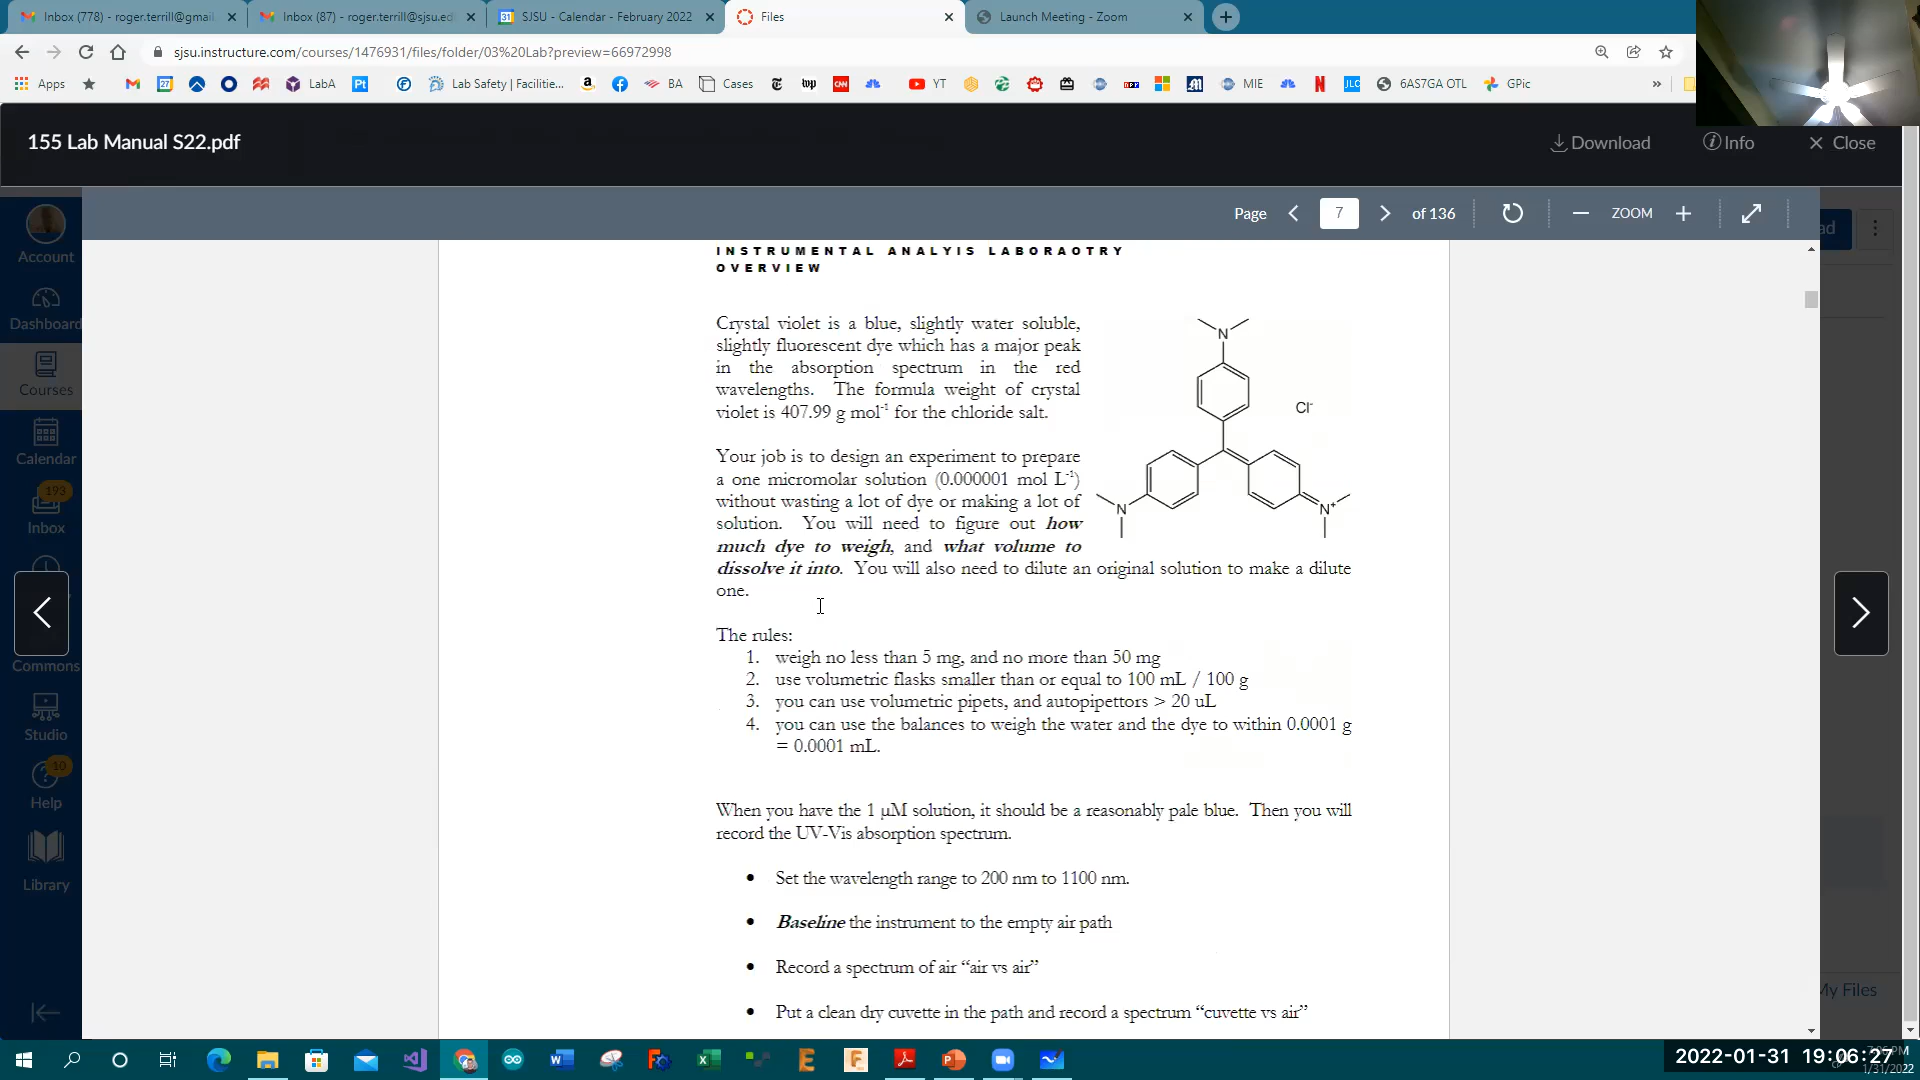 Inbox (778) - roger.terrill@gmail
Inbox (87) - roger.terrill@sjsu.ed
SJSU - Calendar - February 2022
Files
Launch Meeting - Zoom
sjsu.instructure.com/courses/1476931/files/folder/03%20Lab?preview=66972998
Apps
LabA
Lab Safety | Facilitie...
BA
Cases
YT
MIE
6AS7GA OTL
GPic
155 Lab Manual S22.pdf
Download
Info
Close
Page
7
of 136
ZOOM
Account
Dashboard
Courses
Calendar
193
Inbox
Commons
Studio
10
Help
Library
INSTRUMENTAL ANALYIS LABORAOTRY
OVERVIEW
Crystal violet is a blue, slightly water soluble,
slightly fluorescent dye which has a major peak
in the absorption spectrum in the red
wavelengths. The formula weight of crystal
violet is 407.99 g mol-1 for the chloride salt.
N
Cl-
N
N+
Your job is to design an experiment to prepare
a one micromolar solution (0.000001 mol L-1)
without wasting a lot of dye or making a lot of
solution. You will need to figure out how
much dye to weigh, and what volume to
dissolve it into. You will also need to dilute an original solution to make a dilute
one.
The rules:
1. weigh no less than 5 mg, and no more than 50 mg
2. use volumetric flasks smaller than or equal to 100 mL / 100 g
3. you can use volumetric pipets, and autopipettors > 20 uL
4. you can use the balances to weigh the water and the dye to within 0.0001 g
= 0.0001 mL.
When you have the 1 µM solution, it should be a reasonably pale blue. Then you will
record the UV-Vis absorption spectrum.
• Set the wavelength range to 200 nm to 1100 nm.
• Baseline the instrument to the empty air path
• Record a spectrum of air “air vs air”
• Put a clean dry cuvette in the path and record a spectrum “cuvette vs air”
My Files
2022-01-31 19:06:27
1/31/2022